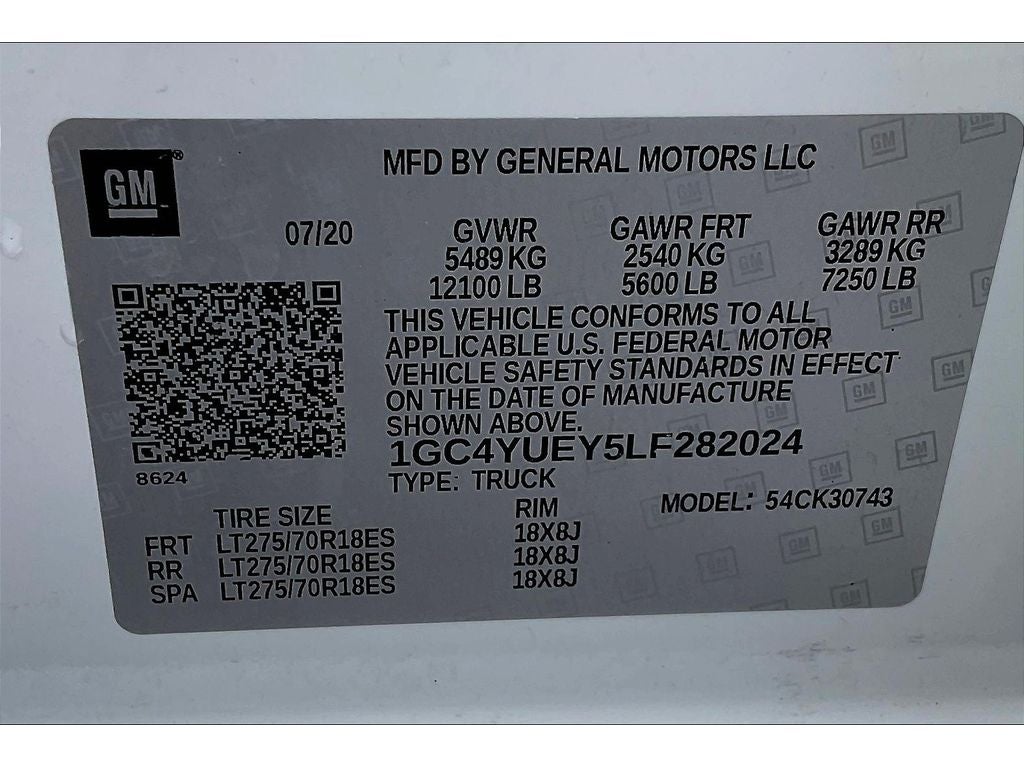 GM
MFD BY GENERAL MOTORS LLC
07/20 GVWR GAWR FRT GAWR RR
5489 KG 2540 KG 3289 KG
12100 LB 5600 LB 7250 LB
THIS VEHICLE CONFORMS TO ALL
APPLICABLE U.S. FEDERAL MOTOR
VEHICLE SAFETY STANDARDS IN EFFECT
ON THE DATE OF MANUFACTURE
SHOWN ABOVE.
1GC4YUEY5LF282024
8624
TYPE: TRUCK MODEL: 54CK30743
TIRE SIZE RIM
FRT LT275/70R18ES 18X8J
RR LT275/70R18ES 18X8J
SPA LT275/70R18ES 18X8J